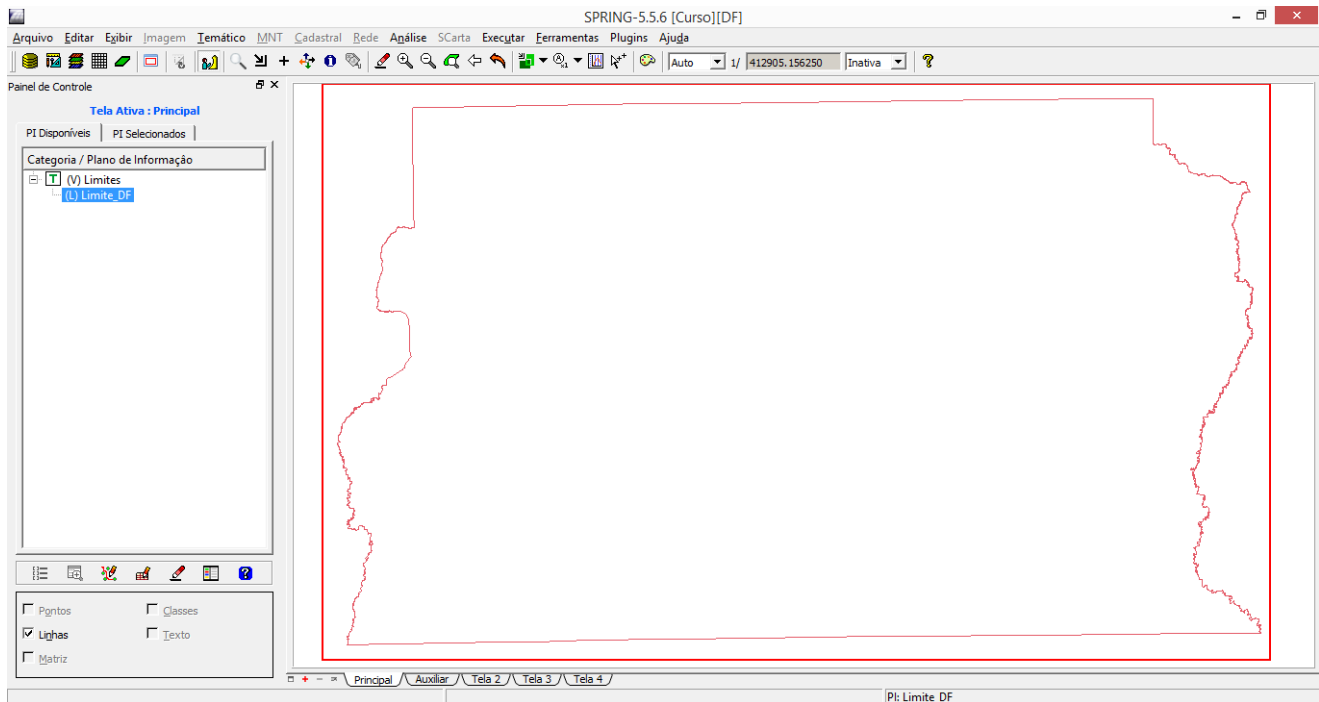 SPRING-5.5.6 [Curso][DF]
Arquivo Editar Exibir Imagem Temático MNT Cadastral Rede Análise SCarta Executar Ferramentas Plugins Ajuda
Auto 1/ 412905.156250 Inativa
Painel de Controle
Tela Ativa : Principal
PI Disponíveis PI Selecionados
Categoria / Plano de Informação
(V) Limites
(L) Limite_DF
Pontos Classes
Linhas Texto
Matriz
Principal Auxiliar Tela 2 Tela 3 Tela 4
PI: Limite_DF